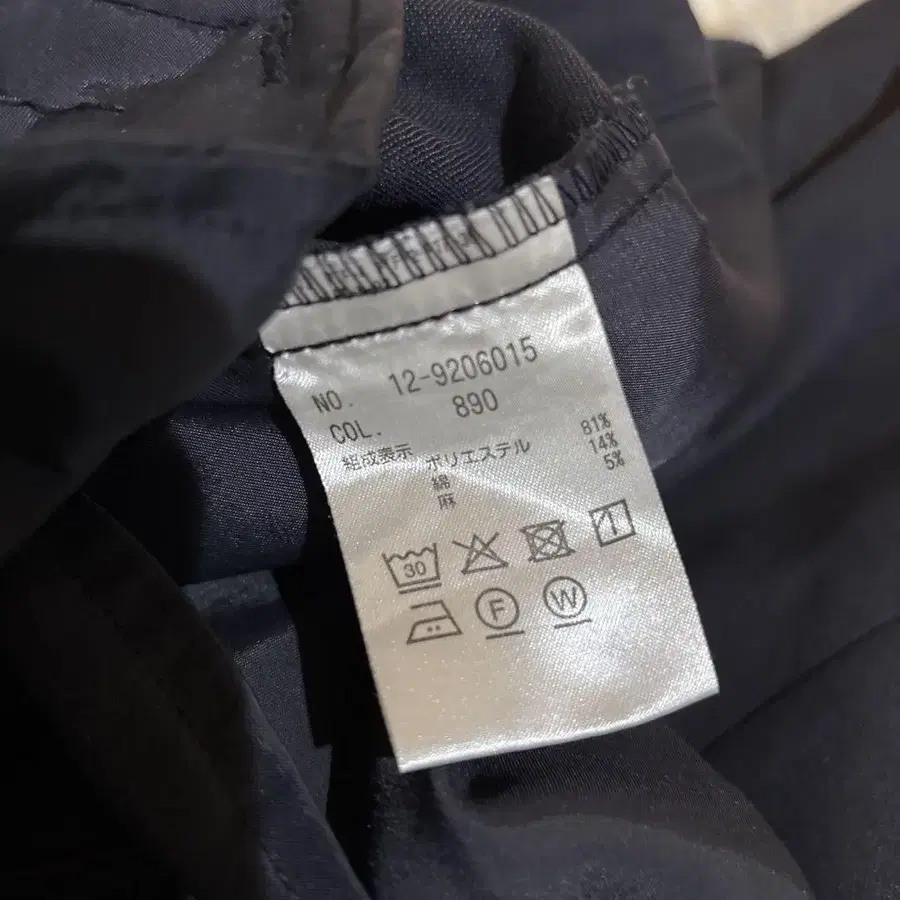 NO. 12-9206015
COL. 890
組成表示 ポリエステル 81%
綿 14%
麻 5%
30
F W